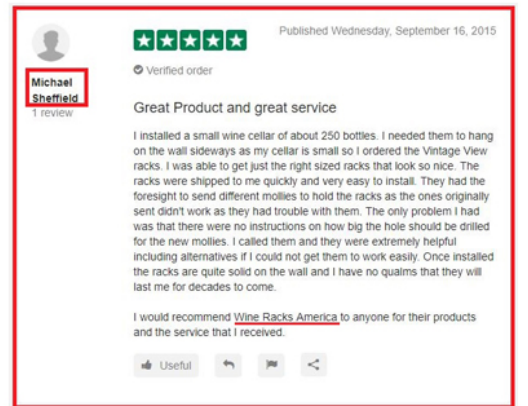 Published Wednesday, September 16, 2015
Verified order
Michael
Sheffield
1 review
Great Product and great service
I installed a small wine cellar of about 250 bottles. I needed them to hang
on the wall sideways as my cellar is small so I ordered the Vintage View
racks. I was able to get just the right sized racks that look so nice. The
racks were shipped to me quickly and very easy to install. They had the
foresight to send different mollies to hold the racks as the ones originally
sent didn't work as they had trouble with them. The only problem I had
was that there were no instructions on how big the hole should be drilled
for the new mollies. I called them and they were extremely helpful
including alternatives if I could not get them to work easily. Once installed
the racks are quite solid on the wall and I have no qualms that they will
last me for decades to come.
I would recommend Wine Racks America to anyone for their products
and the service that I received.
Useful